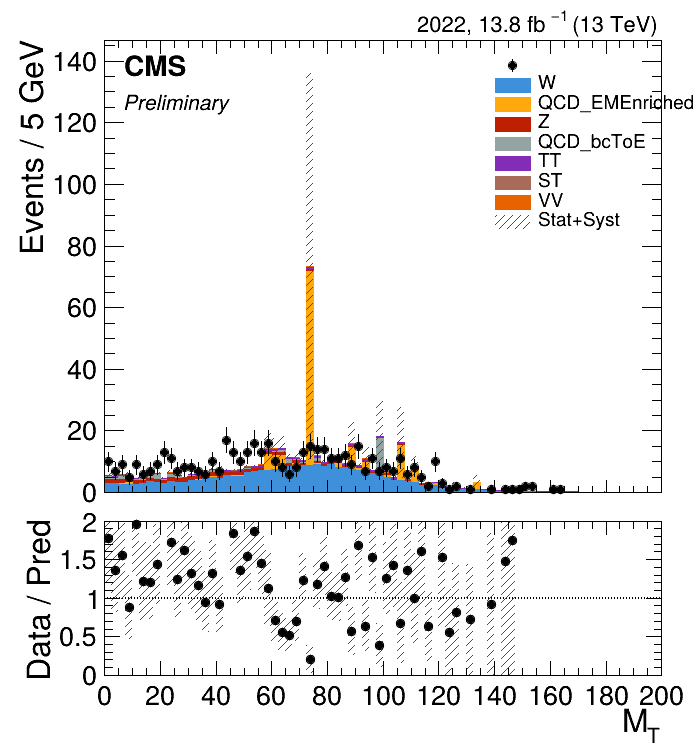 2022, 13.8 fb⁻¹ (13 TeV)
CMS
Preliminary
W
QCD_EMEnriched
Z
QCD_bcToE
TT
ST
VV
Stat+Syst
Events / 5 GeV
140
120
100
80
60
40
20
0
Data / Pred
2
1.5
1
0.5
0
0 20 40 60 80 100 120 140 160 180 200
M_T